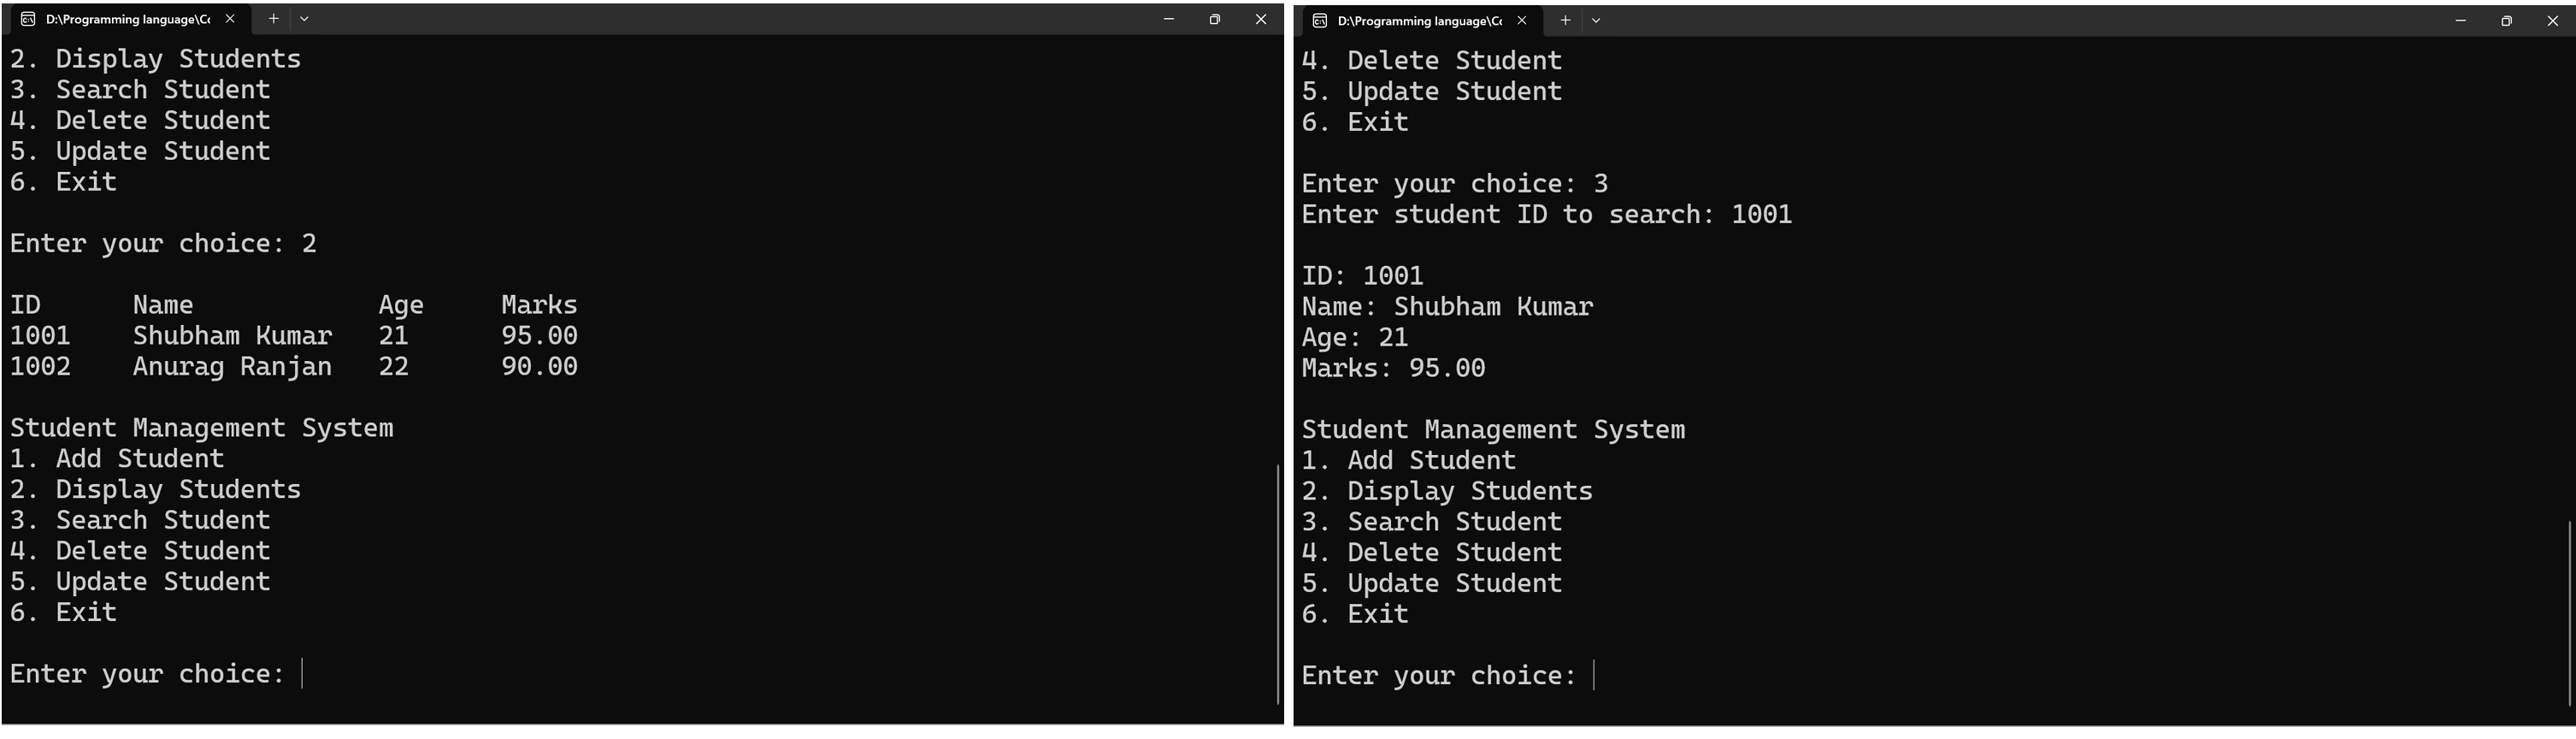 D:\Programming language\Co
2. Display Students
3. Search Student
4. Delete Student
5. Update Student
6. Exit
Enter your choice: 2
ID Name Age Marks
1001 Shubham Kumar 21 95.00
1002 Anurag Ranjan 22 90.00
Student Management System
1. Add Student
2. Display Students
3. Search Student
4. Delete Student
5. Update Student
6. Exit
Enter your choice:
D:\Programming language\Co
4. Delete Student
5. Update Student
6. Exit
Enter your choice: 3
Enter student ID to search: 1001
ID: 1001
Name: Shubham Kumar
Age: 21
Marks: 95.00
Student Management System
1. Add Student
2. Display Students
3. Search Student
4. Delete Student
5. Update Student
6. Exit
Enter your choice: